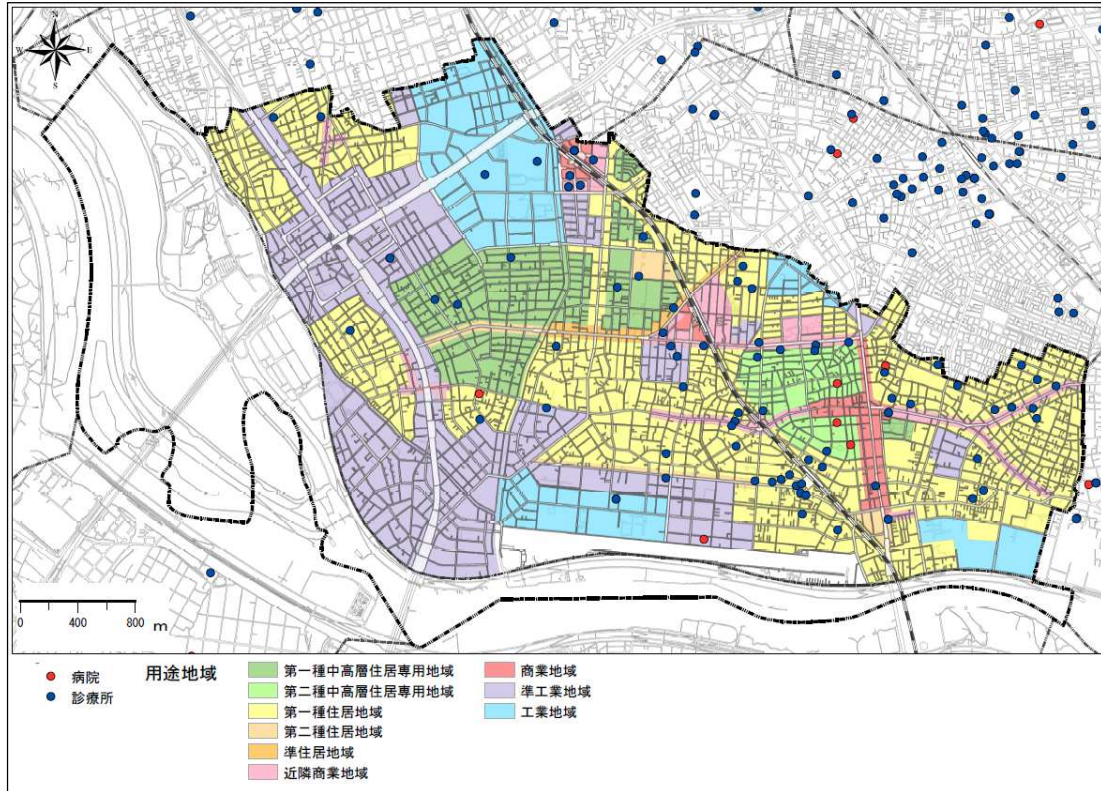 N
W E
S
0 400 800 m
病院
診療所
用途地域
第一種中高層住居専用地域
第二種中高層住居専用地域
第一種住居地域
第二種住居地域
準住居地域
近隣商業地域
商業地域
準工業地域
工業地域